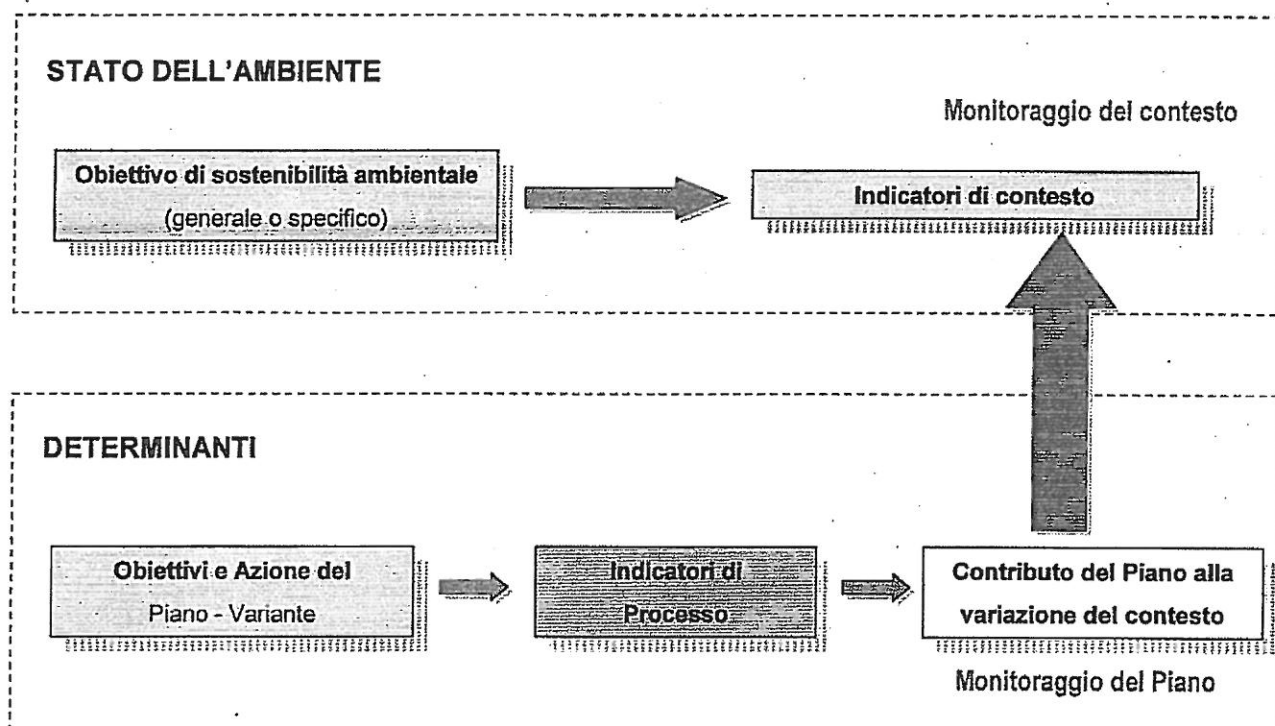 STATO DELL'AMBIENTE
Monitoraggio del contesto
Obiettivo di sostenibilità ambientale
(generale o specifico)
Indicatori di contesto
DETERMINANTI
Obiettivi e Azione del
Piano - Variante
Indicatori di
Processo
Contributo del Piano alla
variazione del contesto
Monitoraggio del Piano